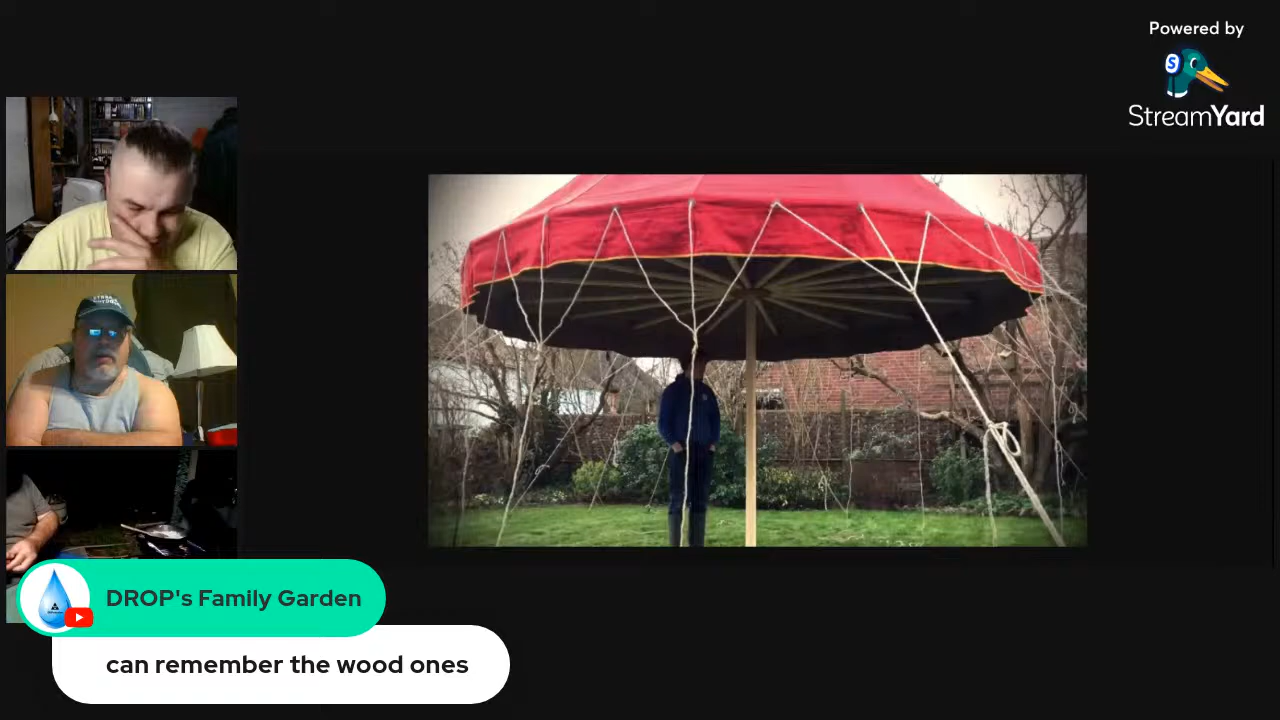 Powered by
StreamYard
DROP's Family Garden
can remember the wood ones